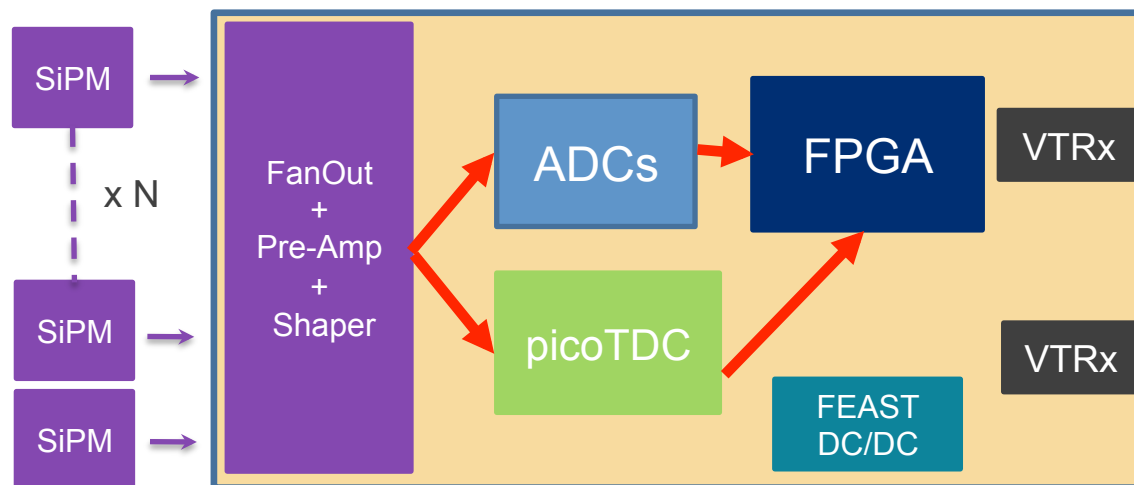 SiPM
x N
SiPM
SiPM
FanOut
+
Pre-Amp
+
Shaper
ADCs
picoTDC
FPGA
FEAST
DC/DC
VTRx
VTRx